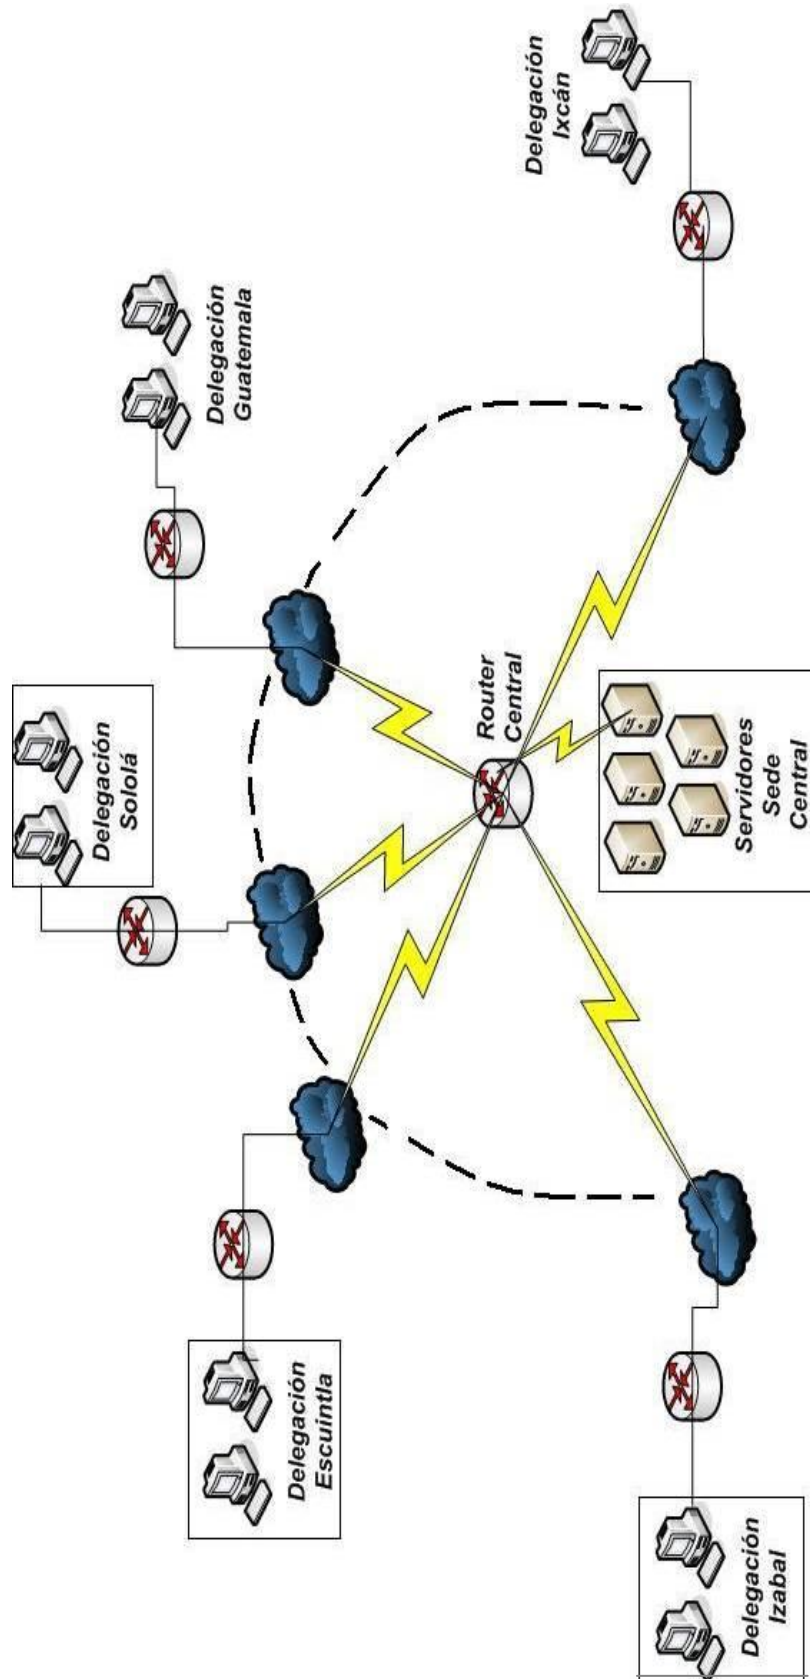 Delegación
Sololá
Delegación
Guatemala
Delegación
Escuintla
Router
Central
Delegación
Ixcán
Delegación
Izabal
Servidores
Sede
Central